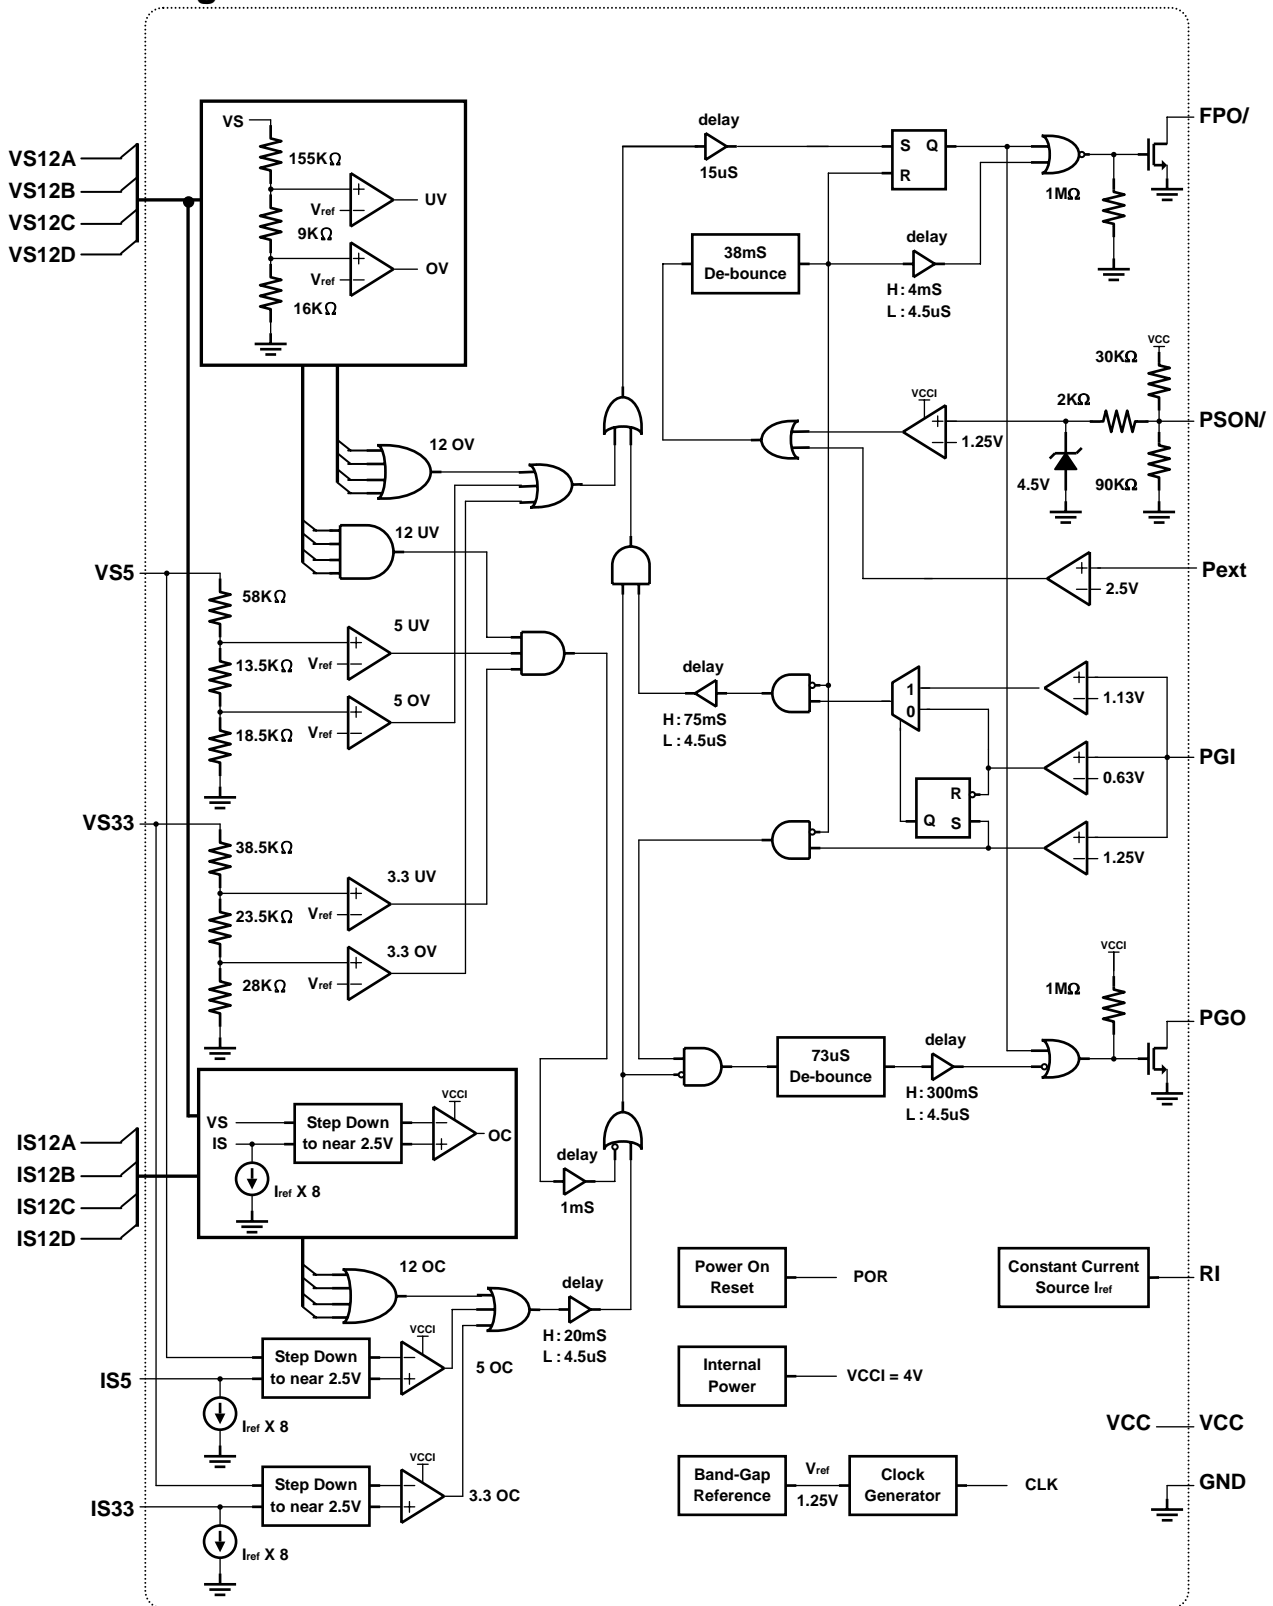 VS12A
VS12B
VS12C
VS12D
VS
155KΩ
Vref
9KΩ
Vref
16KΩ
+
−
UV
+
−
OV
delay
15uS
S Q
R
1MΩ
FPO/
38mS
De-bounce
delay
H : 4mS
L : 4.5uS
VCC
30KΩ
2KΩ
PSON/
VCCI
+
−
1.25V
4.5V
90KΩ
12 OV
12 UV
VS5
58KΩ
5 UV
+
−
Vref
13.5KΩ
5 OV
+
−
Vref
18.5KΩ
+
−
2.5V
Pext
delay
H : 75mS
L : 4.5uS
1
0
+
−
1.13V
+
−
0.63V
PGI
R
Q S
+
−
1.25V
VS33
38.5KΩ
3.3 UV
+
−
Vref
23.5KΩ
3.3 OV
+
−
Vref
28KΩ
VCCI
1MΩ
PGO
73uS
De-bounce
delay
H : 300mS
L : 4.5uS
IS12A
IS12B
IS12C
IS12D
VS
IS
Step Down
to near 2.5V
VCCI
−
+
OC
Iref X 8
delay
1mS
12 OC
delay
H : 20mS
L : 4.5uS
IS5
Step Down
to near 2.5V
VCCI
−
+
5 OC
Iref X 8
IS33
Step Down
to near 2.5V
VCCI
−
+
3.3 OC
Iref X 8
Power On
Reset
POR
Constant Current
Source Iref
RI
Internal
Power
VCCI = 4V
VCC
VCC
Band-Gap
Reference
Vref
1.25V
Clock
Generator
CLK
GND